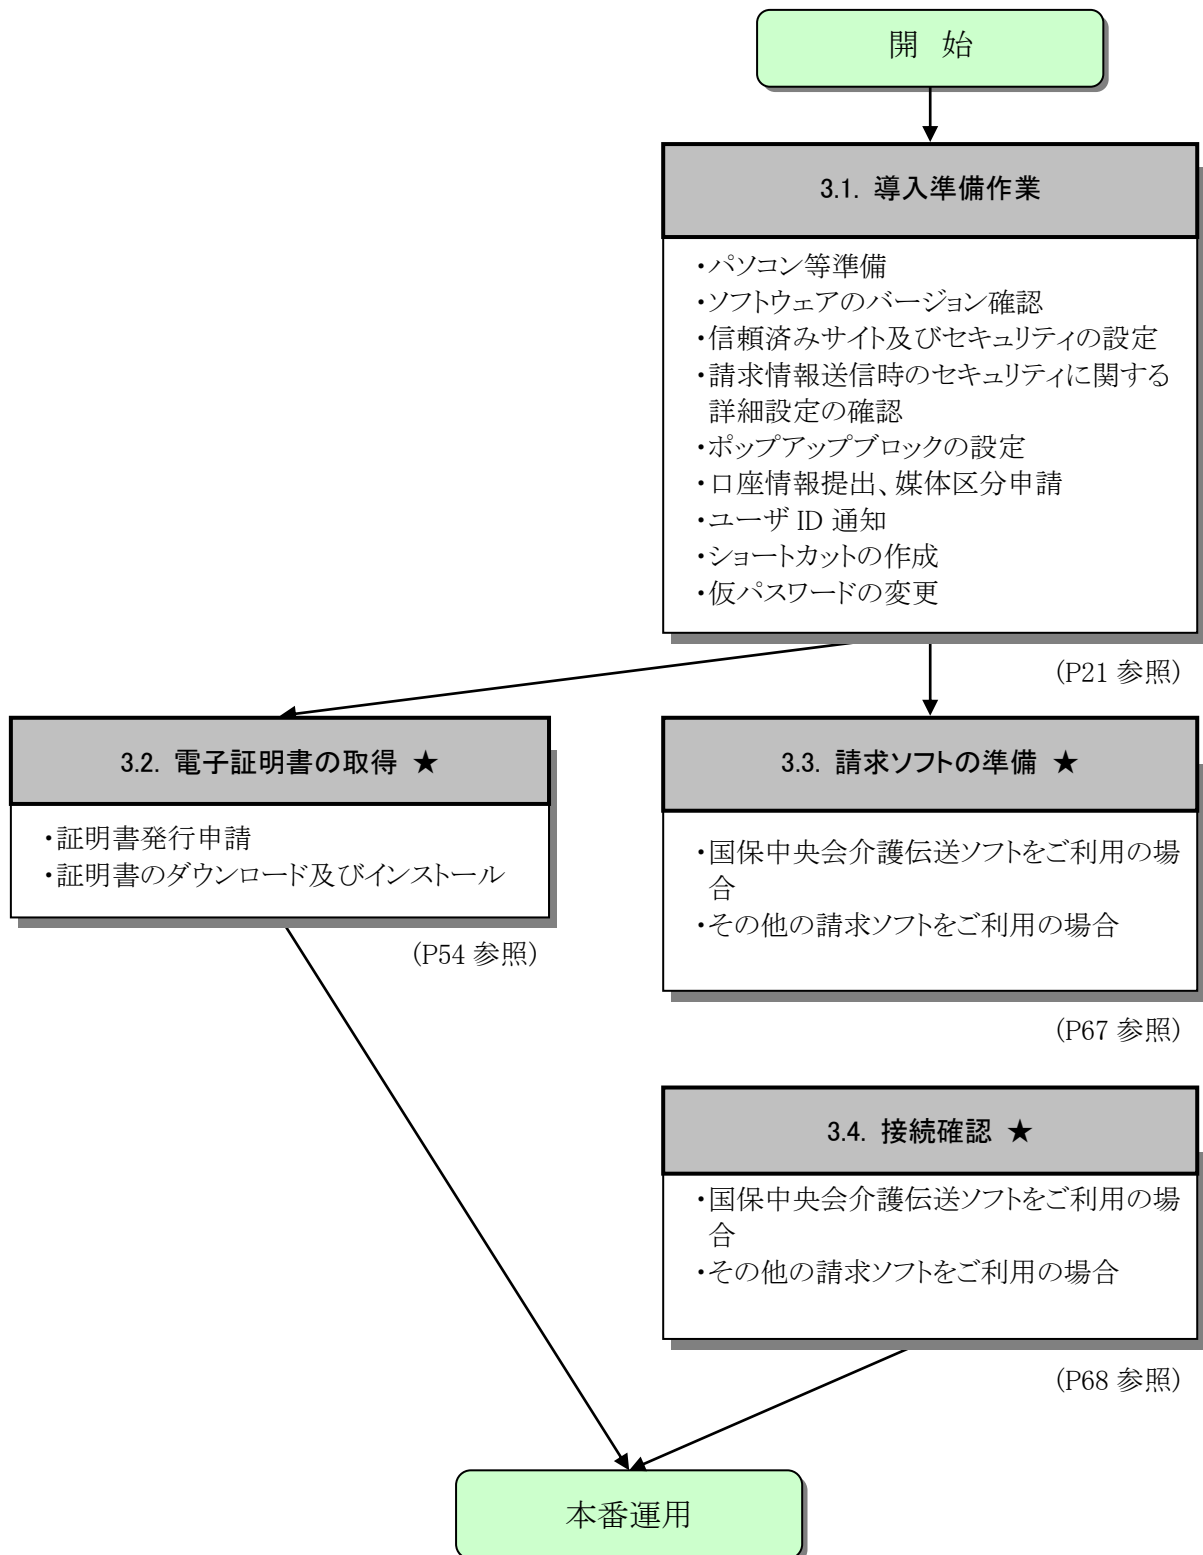 開 始
3.1. 導入準備作業
・パソコン等準備
・ソフトウェアのバージョン確認
・信頼済みサイト及びセキュリティの設定
・請求情報送信時のセキュリティに関する
詳細設定の確認
・ポップアップブロックの設定
・口座情報提出、媒体区分申請
・ユーザ ID 通知
・ショートカットの作成
・仮パスワードの変更
(P21 参照)
3.2. 電子証明書の取得 ★
・証明書発行申請
・証明書のダウンロード及びインストール
(P54 参照)
3.3. 請求ソフトの準備 ★
・国保中央会介護伝送ソフトをご利用の場
合
・その他の請求ソフトをご利用の場合
(P67 参照)
3.4. 接続確認 ★
・国保中央会介護伝送ソフトをご利用の場
合
・その他の請求ソフトをご利用の場合
(P68 参照)
本番運用